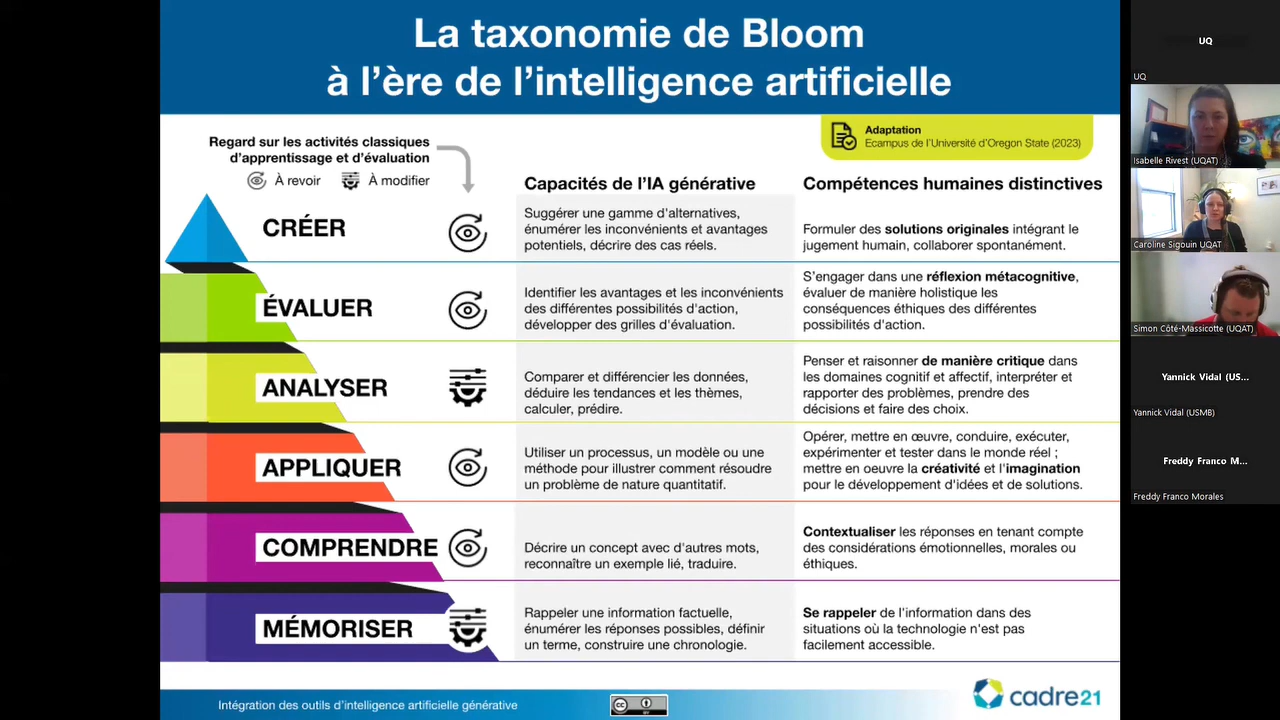 La taxonomie de Bloom
à l'ère de l'intelligence artificielle
Regard sur les activités classiques
d'apprentissage et d'évaluation
À revoir
À modifier
Adaptation
Ecampus de l'Université d'Oregon State (2023)
Capacités de l'IA générative
Compétences humaines distinctives
CRÉER
Suggérer une gamme d'alternatives,
énumérer les inconvénients et avantages
potentiels, décrire des cas réels.
Formuler des solutions originales intégrant le
jugement humain, collaborer spontanément.
ÉVALUER
Identifier les avantages et les inconvénients
des différentes possibilités d'action,
développer des grilles d'évaluation.
S'engager dans une réflexion métacognitive,
évaluer de manière holistique les
conséquences éthiques des différentes
possibilités d'action.
ANALYSER
Comparer et différencier les données,
déduire les tendances et les thèmes,
calculer, prédire.
Penser et raisonner de manière critique dans
les domaines cognitif et affectif, interpréter et
rapporter des problèmes, prendre des
décisions et faire des choix.
APPLIQUER
Utiliser un processus, un modèle ou une
méthode pour illustrer comment résoudre
un problème de nature quantitatif.
Opérer, mettre en œuvre, conduire, exécuter,
expérimenter et tester dans le monde réel ;
mettre en oeuvre la créativité et l'imagination
pour le développement d'idées et de solutions.
COMPRENDRE
Décrire un concept avec d'autres mots,
reconnaître un exemple lié, traduire.
Contextualiser les réponses en tenant compte
des considérations émotionnelles, morales ou
éthiques.
MÉMORISER
Rappeler une information factuelle,
énumérer les réponses possibles, définir
un terme, construire une chronologie.
Se rappeler de l'information dans des
situations où la technologie n'est pas
facilement accessible.
Intégration des outils d'intelligence artificielle générative
cc
BY
cadre21
UQ
UQ
Isabelle Rivest (UQAT)
Caroline Sigouin UQAT
Simon Côté-Massicotte (UQAT)
Yannick Vidal (US...
Yannick Vidal (USMB)
Freddy Franco M...
Freddy Franco Morales